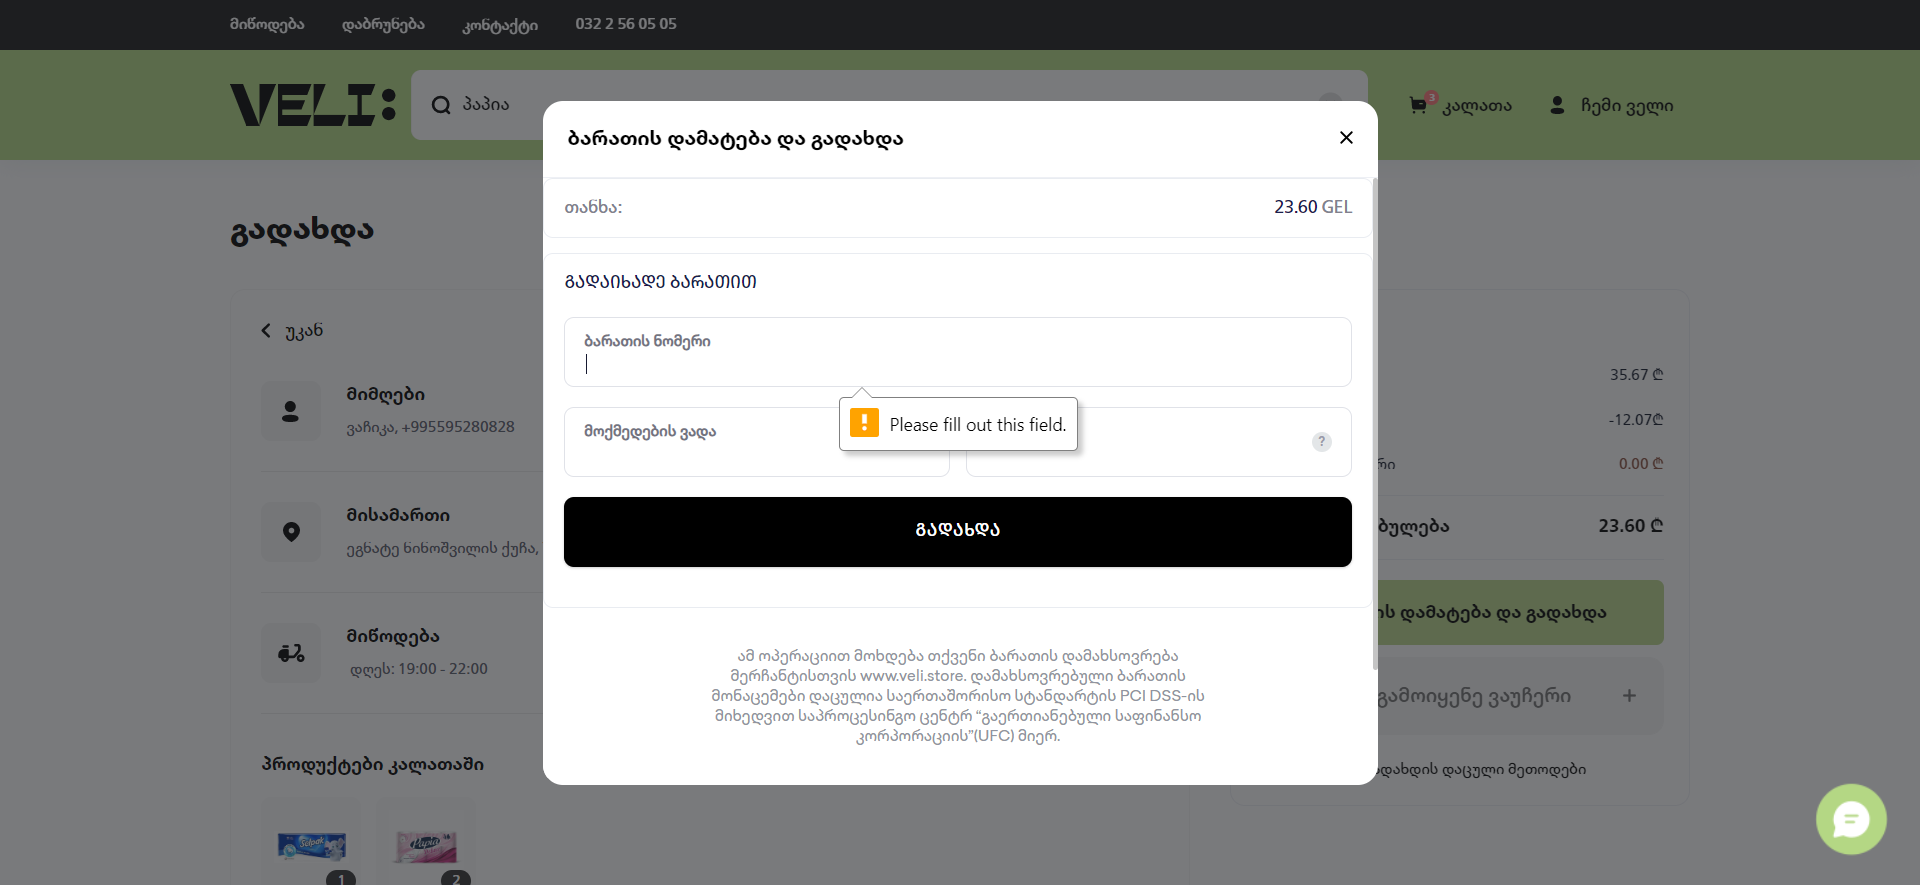 მიწოდება დაბრუნება კონტაქტი 032 2 56 05 05
VELI:
პაპია
3
კალათა
ჩემი ველი
გადახდა
უკან
მიმღები
ვაჩიკა, +995595280828
მისამართი
ეგნატე ნინოშვილის ქუჩა,
მიწოდება
დღეს: 19:00 - 22:00
პროდუქტები კალათაში
Selpak
Papia
1
2
ბარათის დამატება და გადახდა
თანხა: 23.60 GEL
ᲒᲐᲓᲐᲘᲮᲐᲓᲔ ᲑᲐᲠᲐᲗᲘᲗ
ბარათის ნომერი
Please fill out this field.
მოქმედების ვადა
?
ᲒᲐᲓᲐᲮᲓᲐ
ამ ოპერაციით მოხდება თქვენი ბარათის დამახსოვრება
მერჩანტისთვის www.veli.store. დამახსოვრებული ბარათის
მონაცემები დაცულია საერთაშორისო სტანდარტის PCI DSS-ის
მიხედვით საპროცესინგო ცენტრ “გაერთიანებული საფინანსო
კორპორაციის”(UFC) მიერ.
35.67 ₾
-12.07₾
რი 0.00 ₾
ბულება 23.60 ₾
ის დამატება და გადახდა
გამოიყენე ვაუჩერი +
დახდის დაცული მეთოდები